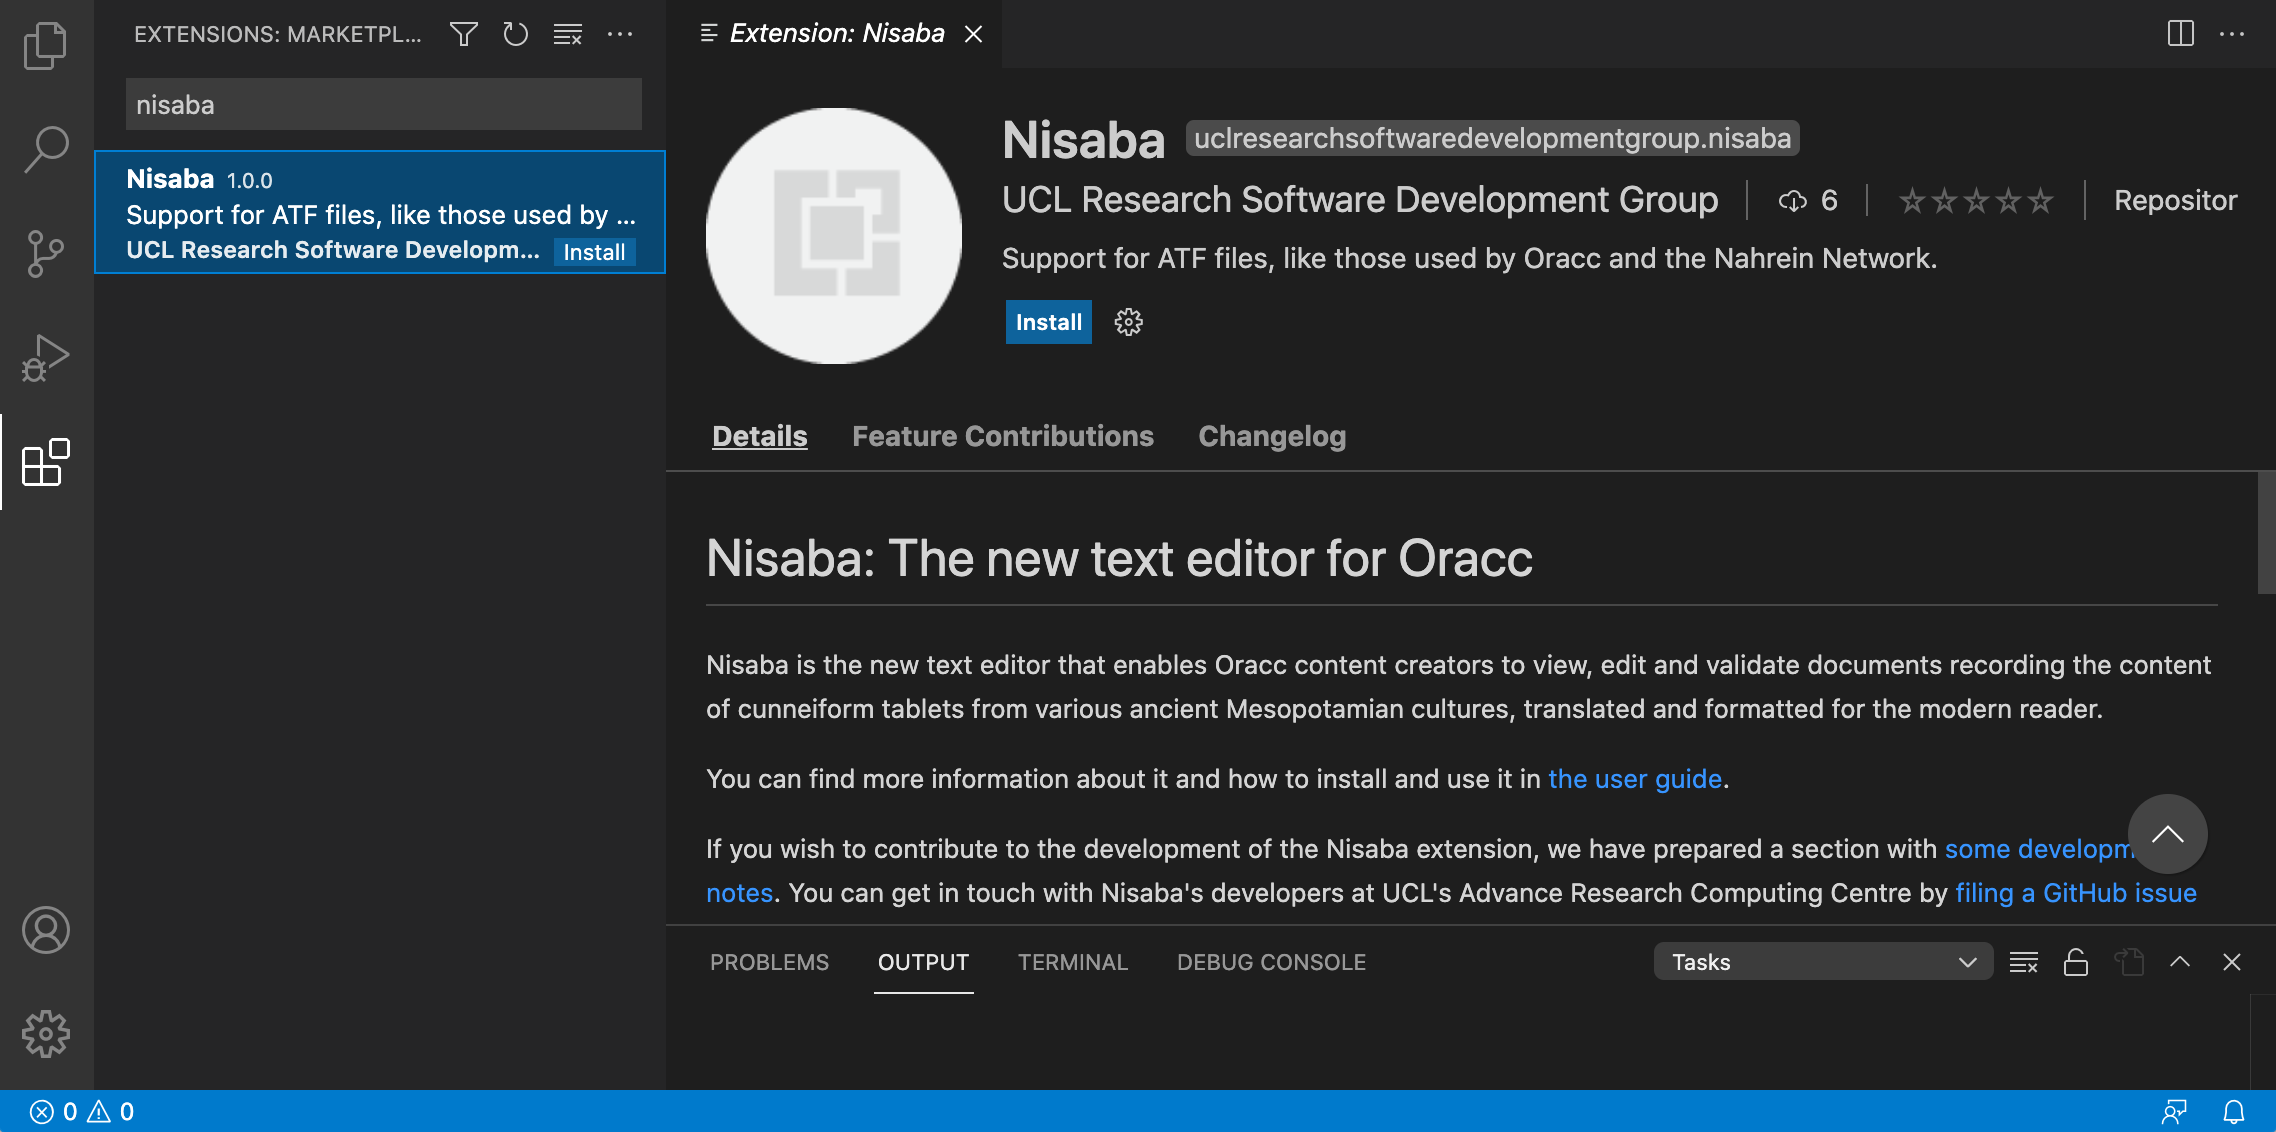 EXTENSIONS: MARKETPL...
nisaba
Nisaba 1.0.0
Support for ATF files, like those used by ...
UCL Research Software Developm... Install
Extension: Nisaba
Nisaba uclresearchsoftwaredevelopmentgroup.nisaba
UCL Research Software Development Group 6 Repositor
Support for ATF files, like those used by Oracc and the Nahrein Network.
Install
Details Feature Contributions Changelog
Nisaba: The new text editor for Oracc
Nisaba is the new text editor that enables Oracc content creators to view, edit and validate documents recording the content
of cunneiform tablets from various ancient Mesopotamian cultures, translated and formatted for the modern reader.
You can find more information about it and how to install and use it in the user guide.
If you wish to contribute to the development of the Nisaba extension, we have prepared a section with some developm
notes. You can get in touch with Nisaba's developers at UCL's Advance Research Computing Centre by filing a GitHub issue
PROBLEMS OUTPUT TERMINAL DEBUG CONSOLE Tasks
0 0